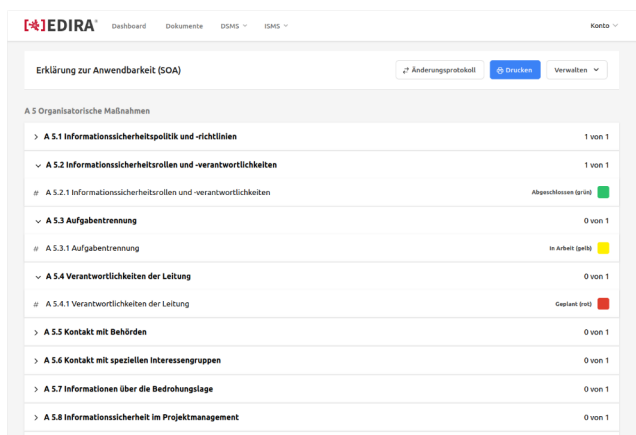 [*]EDIRA® Dashboard Dokumente DSMS ISMS Konto
Erklärung zur Anwendbarkeit (SOA) Änderungsprotokoll Drucken Verwalten
A 5 Organisatorische Maßnahmen
A 5.1 Informationssicherheitspolitik und -richtlinien 1 von 1
A 5.2 Informationssicherheitsrollen und -verantwortlichkeiten 1 von 1
# A 5.2.1 Informationssicherheitsrollen und -verantwortlichkeiten Abgeschlossen (grün)
A 5.3 Aufgabentrennung 0 von 1
# A 5.3.1 Aufgabentrennung In Arbeit (gelb)
A 5.4 Verantwortlichkeiten der Leitung 0 von 1
# A 5.4.1 Verantwortlichkeiten der Leitung Geplant (rot)
A 5.5 Kontakt mit Behörden 0 von 1
A 5.6 Kontakt mit speziellen Interessengruppen 0 von 1
A 5.7 Informationen über die Bedrohungslage 0 von 1
A 5.8 Informationssicherheit im Projektmanagement 0 von 1